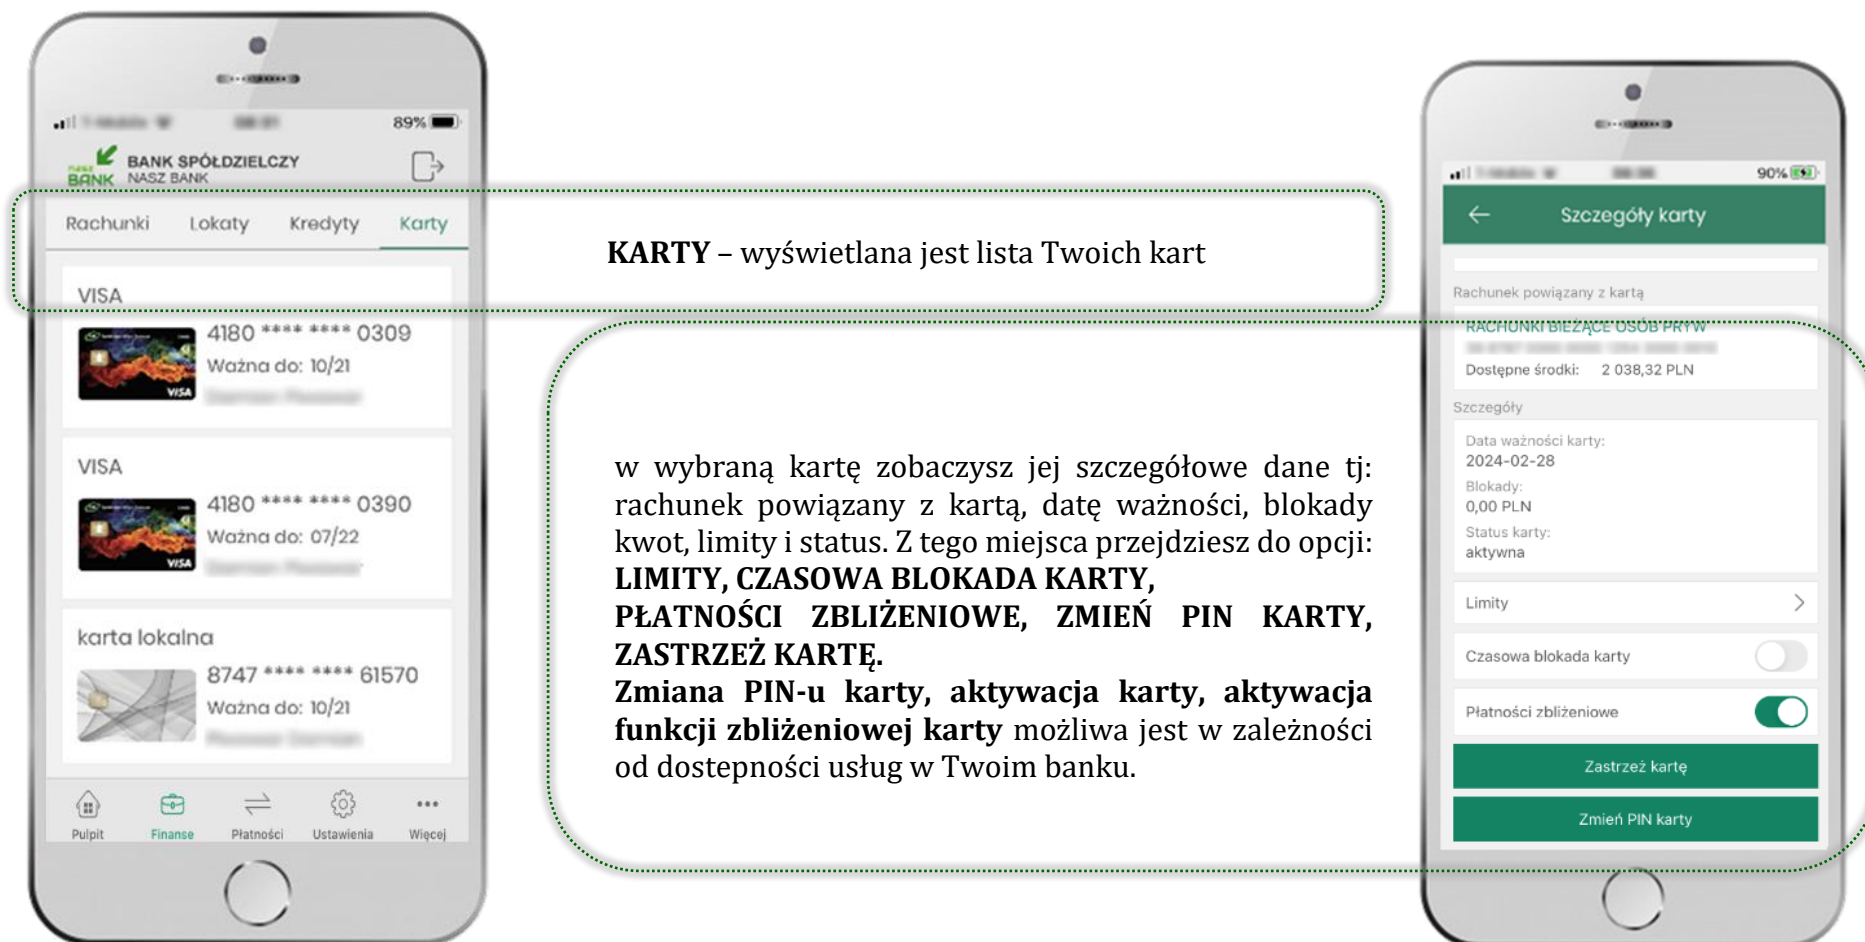 89%
nasz
BANK
BANK SPÓŁDZIELCZY
NASZ BANK
Rachunki Lokaty Kredyty Karty
VISA
4180 **** **** 0309
Ważna do: 10/21
VISA
VISA
4180 **** **** 0390
Ważna do: 07/22
VISA
karta lokalna
8747 **** **** 61570
Ważna do: 10/21
Pulpit Finanse Płatności Ustawienia Więcej
KARTY – wyświetlana jest lista Twoich kart
w wybraną kartę zobaczysz jej szczegółowe dane tj:
rachunek powiązany z kartą, datę ważności, blokady
kwot, limity i status. Z tego miejsca przejdziesz do opcji:
LIMITY, CZASOWA BLOKADA KARTY,
PŁATNOŚCI ZBLIŻENIOWE, ZMIEŃ PIN KARTY,
ZASTRZEŻ KARTĘ.
Zmiana PIN-u karty, aktywacja karty, aktywacja
funkcji zbliżeniowej karty możliwa jest w zależności
od dostepności usług w Twoim banku.
90%
Szczegóły karty
Rachunek powiązany z kartą
RACHUNKI BIEŻĄCE OSÓB PRYW
Dostępne środki: 2 038,32 PLN
Szczegóły
Data ważności karty:
2024-02-28
Blokady:
0,00 PLN
Status karty:
aktywna
Limity
Czasowa blokada karty
Płatności zbliżeniowe
Zastrzeż kartę
Zmień PIN karty